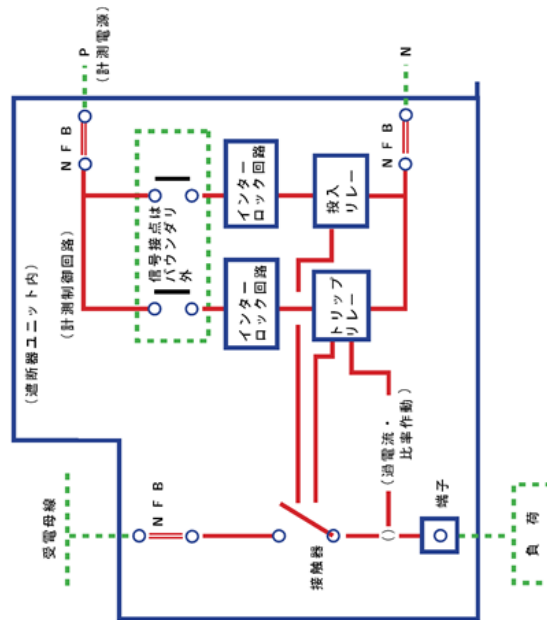 受電母線
NFB
(遮断器ユニット内)
(計測制御回路)
NFB
P
(計測電源)
信号接点は
バウンダリ
外
インター
ロック回路
インター
ロック回路
投入
リレー
トリップ
リレー
NFB
N
接触器
(過電流・
比率作動)
端子
負荷